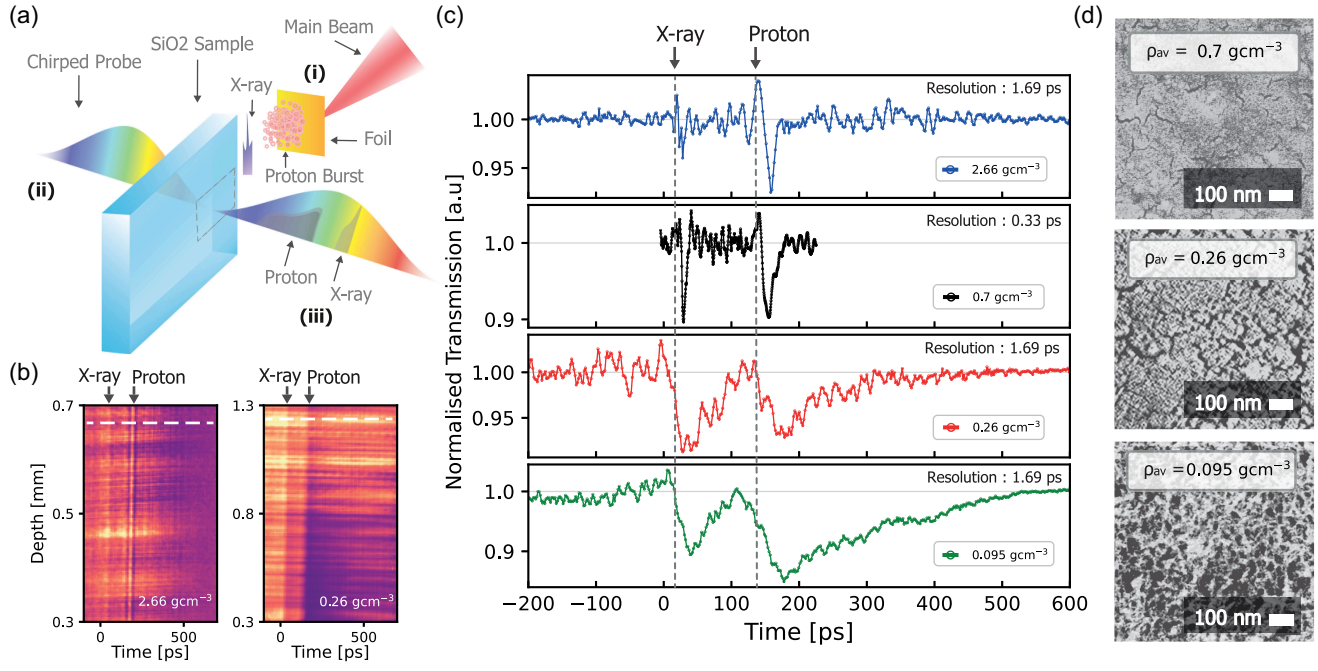 (a)
Chirped Probe
SiO2 Sample
X-ray
(i)
Main Beam
Foil
Proton Burst
(ii)
Proton
X-ray
(iii)
(b)
X-ray Proton
X-ray Proton
Depth [mm]
0.7
0.5
0.3
2.66 gcm⁻³
0 500
Time [ps]
1.3
0.8
0.3
0.26 gcm⁻³
0 500
Time [ps]
(c)
X-ray Proton
Normalised Transmission [a.u]
Resolution : 1.69 ps
1.00
0.95
2.66 gcm⁻³
Resolution : 0.33 ps
1.0
0.9
0.7 gcm⁻³
Resolution : 1.69 ps
1.00
0.95
0.26 gcm⁻³
Resolution : 1.69 ps
1.0
0.9
0.095 gcm⁻³
−200 −100 0 100 200 300 400 500 600
Time [ps]
(d)
ρav = 0.7 gcm⁻³
100 nm
ρav = 0.26 gcm⁻³
100 nm
ρav = 0.095 gcm⁻³
100 nm